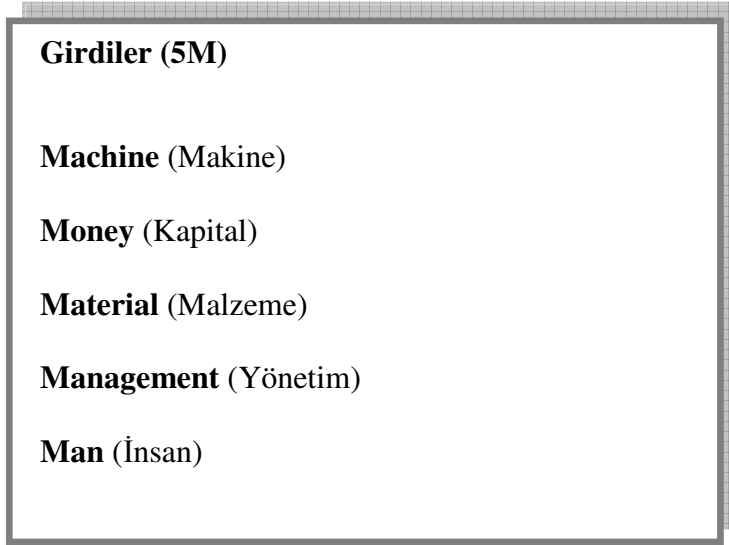 Girdiler (5M)
Machine (Makine)
Money (Kapital)
Material (Malzeme)
Management (Yönetim)
Man (İnsan)